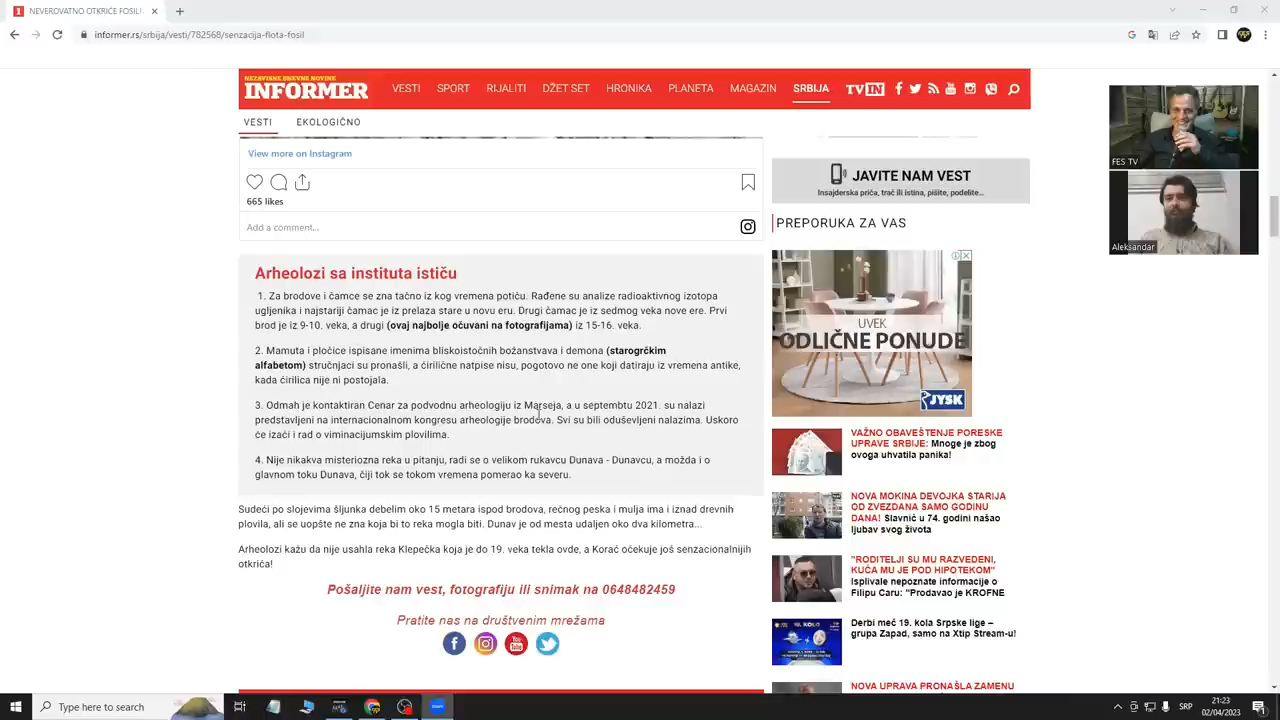 NEVEROVATNO OTKRIĆE FOSIL!
informer.rs/srbija/vesti/782568/senzacija-flota-fosil
NEZAVISNE DNEVNE NOVINE
INFORMER
VESTI SPORT RIJALITI DŽET SET HRONIKA PLANETA MAGAZIN SRBIJA TV IN
VESTI EKOLOGIČNO
View more on Instagram
665 likes
Add a comment...
Arheolozi sa instituta ističu
1. Za brodove i čamce se zna tačno iz kog vremena potiču. Rađene su analize radioaktivnog izotopa
ugljenika i najstariji čamac je iz prelaza stare u novu eru. Drugi čamac je iz sedmog veka nove ere. Prvi
brod je iz 9-10. veka, a drugi (ovaj najbolje očuvani na fotografijama) iz 15-16. veka.
2. Mamuta i pločice ispisane imenima bliskoistočnih božanstvava i demona (starogrčkim
alfabetom) stručnjaci su pronašli, a ćirilične natpise nisu, pogotovo ne one koji datiraju iz vremena antike,
kada ćirilica nije ni postojala.
3. Odmah je kontaktiran Cenar za podvodnu arheologiju iz Marseja, a u septembtu 2021. su nalazi
predstavljeni na internacionalnom kongresu arheologije brodova. Svi su bili oduševljeni nalazima. Uskoro
će izaći i rad o viminacijumskim plovilima.
4. Nije nikakva misteriozna reka u pitanju, radi se o velikom rukavcu Dunava - Dunavcu, a možda i o
glavnom toku Dunava, čiji tok se tokom vremena pomerao ka severu.
Sudeći po slojevima šljunka debelim oko 15 metara ispod brodova, rečnog peska i mulja ima i iznad drevnih
plovila, ali se uopšte ne zna koja bi to reka mogla biti. Dunav je od mesta udaljen oko dva kilometra...
Arheolozi kažu da nije usahla reka Klepečka koja je do 19. veka tekla ovde, a Korać očekuje još senzacionalnijih
otkrića!
Pošaljite nam vest, fotografiju ili snimak na 0648482459
Pratite nas na društvenim mrežama
JAVITE NAM VEST
Insajderska priča, trač ili istina, pišite, podelite...
PREPORUKA ZA VAS
UVEK
ODLIČNE PONUDE
JYSK
VAŽNO OBAVEŠTENJE PORESKE
UPRAVE SRBIJE: Mnoge je zbog
ovoga uhvatila panika!
NOVA MOKINA DEVOJKA STARIJA
OD ZVEZDANA SAMO GODINU
DANA! Slavnić u 74. godini našao
ljubav svog života
"RODITELJI SU MU RAZVEDENI,
KUĆA MU JE POD HIPOTEKOM"
Isplivale nepoznate informacije o
Filipu Caru: "Prodavao je KROFNE
Derbi meč 19. kola Srpske lige –
grupa Zapad, samo na Xtip Stream-u!
NOVA UPRAVA PRONAŠLA ZAMENU
FES TV
Aleksandar
Type here to search
SRP
21:23
02/04/2023